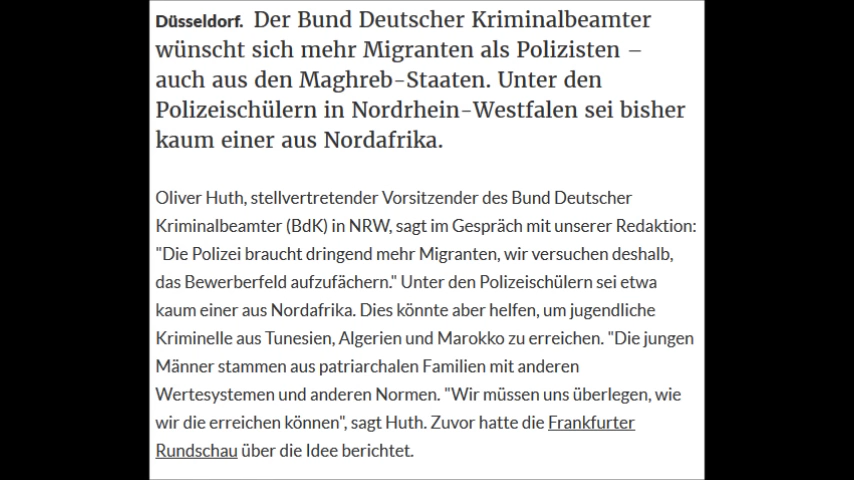 Düsseldorf. Der Bund Deutscher Kriminalbeamter
wünscht sich mehr Migranten als Polizisten –
auch aus den Maghreb-Staaten. Unter den
Polizeischülern in Nordrhein-Westfalen sei bisher
kaum einer aus Nordafrika.
Oliver Huth, stellvertretender Vorsitzender des Bund Deutscher
Kriminalbeamter (BdK) in NRW, sagt im Gespräch mit unserer Redaktion:
"Die Polizei braucht dringend mehr Migranten, wir versuchen deshalb,
das Bewerberfeld aufzufächern." Unter den Polizeischülern sei etwa
kaum einer aus Nordafrika. Dies könnte aber helfen, um jugendliche
Kriminelle aus Tunesien, Algerien und Marokko zu erreichen. "Die jungen
Männer stammen aus patriarchalen Familien mit anderen
Wertesystemen und anderen Normen. "Wir müssen uns überlegen, wie
wir die erreichen können", sagt Huth. Zuvor hatte die Frankfurter
Rundschau über die Idee berichtet.